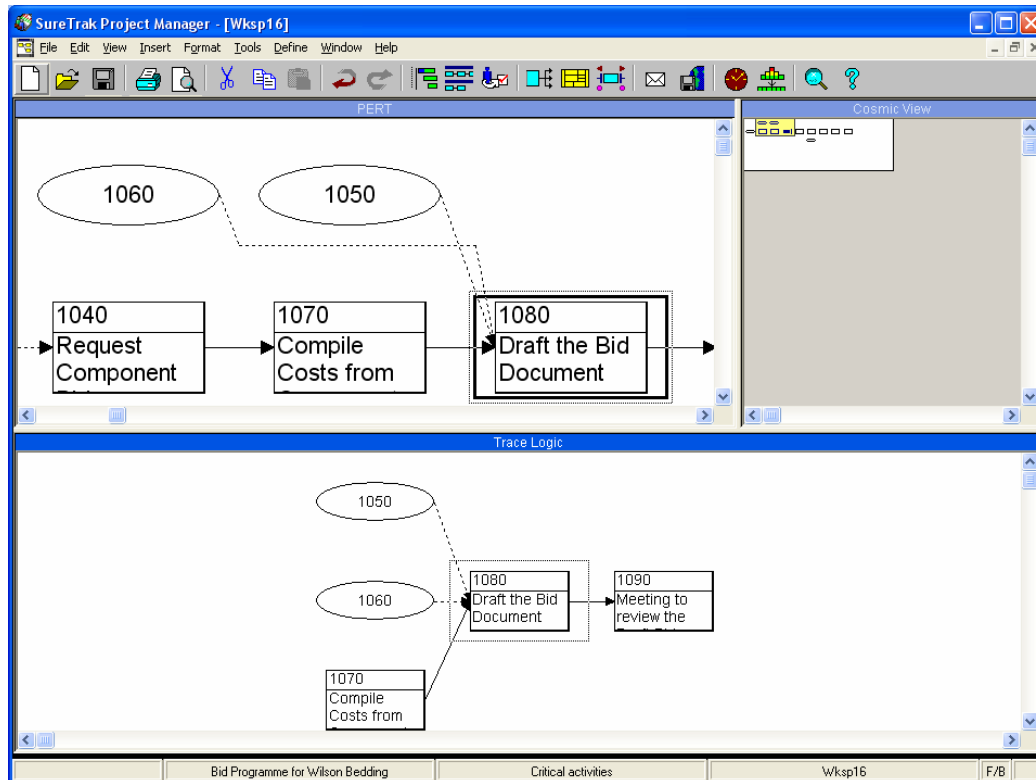 SureTrak Project Manager - [Wksp16]
File Edit View Insert Format Tools Define Window Help
PERT
Cosmic View
1060
1050
1040
Request
Component
1070
Compile
Costs from
1080
Draft the Bid
Document
Trace Logic
1050
1060
1080
Draft the Bid
Document
1090
Meeting to
review the
1070
Compile
Costs from
Bid Programme for Wilson Bedding
Critical activities
Wksp16
F/B